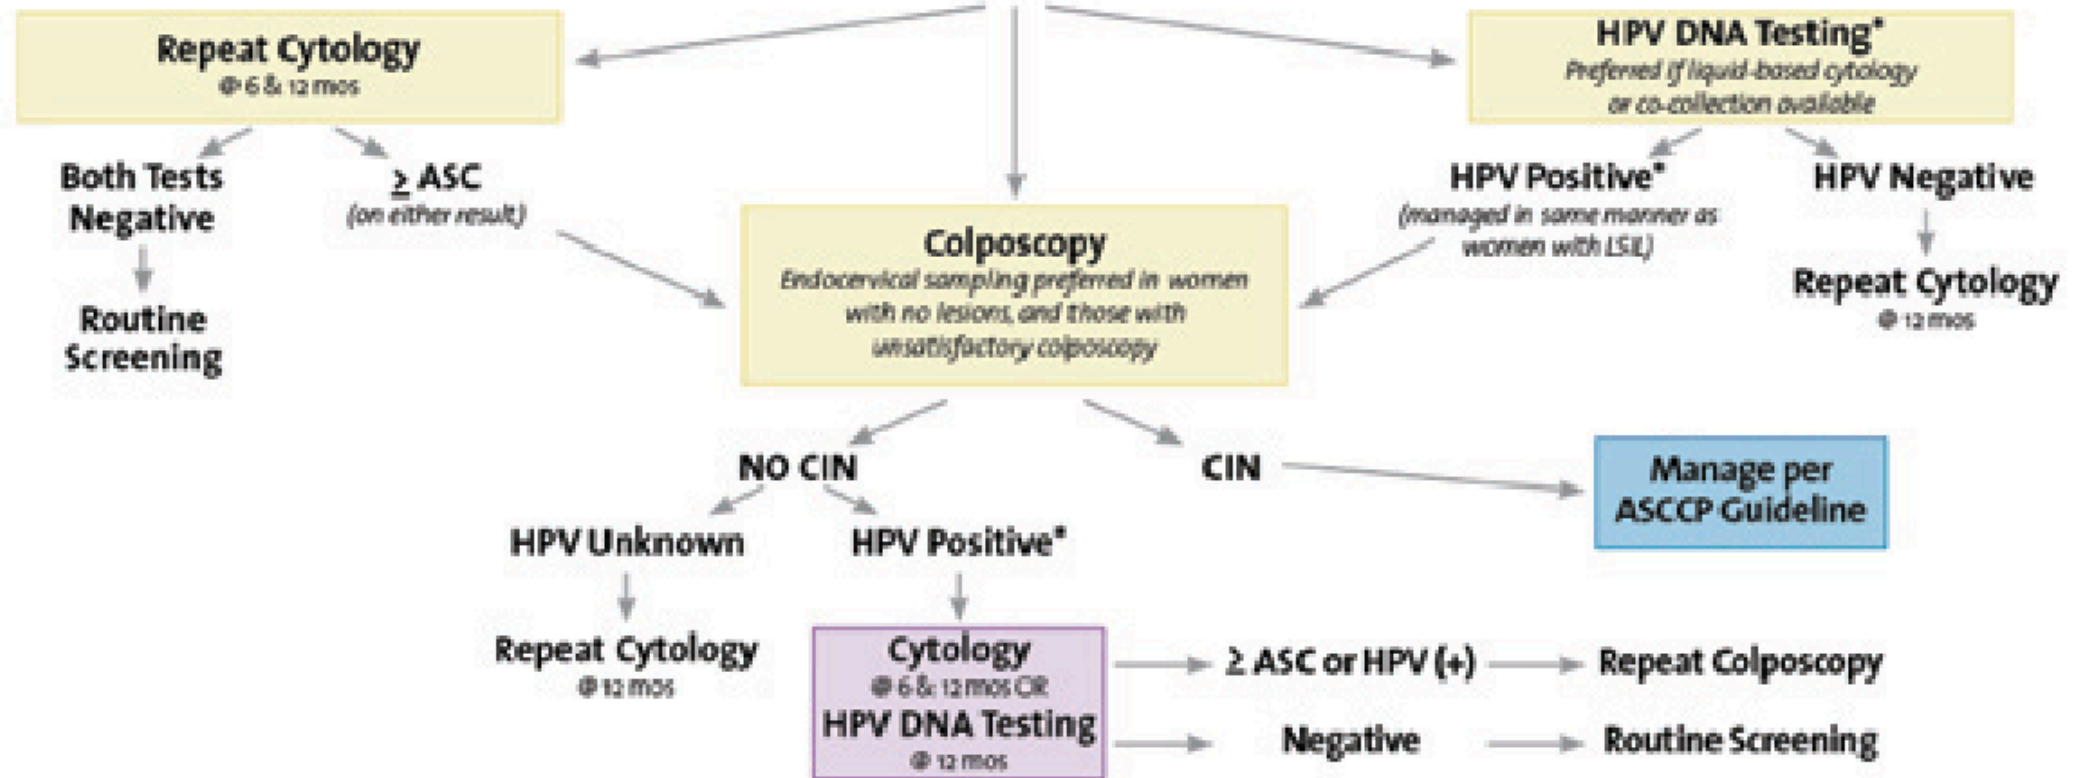 Repeat Cytology
@ 6 & 12 mos
HPV DNA Testing*
Preferred if liquid-based cytology
or co-collection available
Both Tests
Negative
≥ ASC
(on either result)
HPV Positive*
(managed in same manner as
women with LSIL)
HPV Negative
Routine
Screening
Colposcopy
Endocervical sampling preferred in women
with no lesions, and those with
unsatisfactory colposcopy
Repeat Cytology
@ 12 mos
NO CIN
CIN
Manage per
ASCCP Guideline
HPV Unknown
HPV Positive*
Repeat Cytology
@ 12 mos
Cytology
@ 6 & 12 mos OR
HPV DNA Testing
@ 12 mos
≥ ASC or HPV (+)
Repeat Colposcopy
Negative
Routine Screening